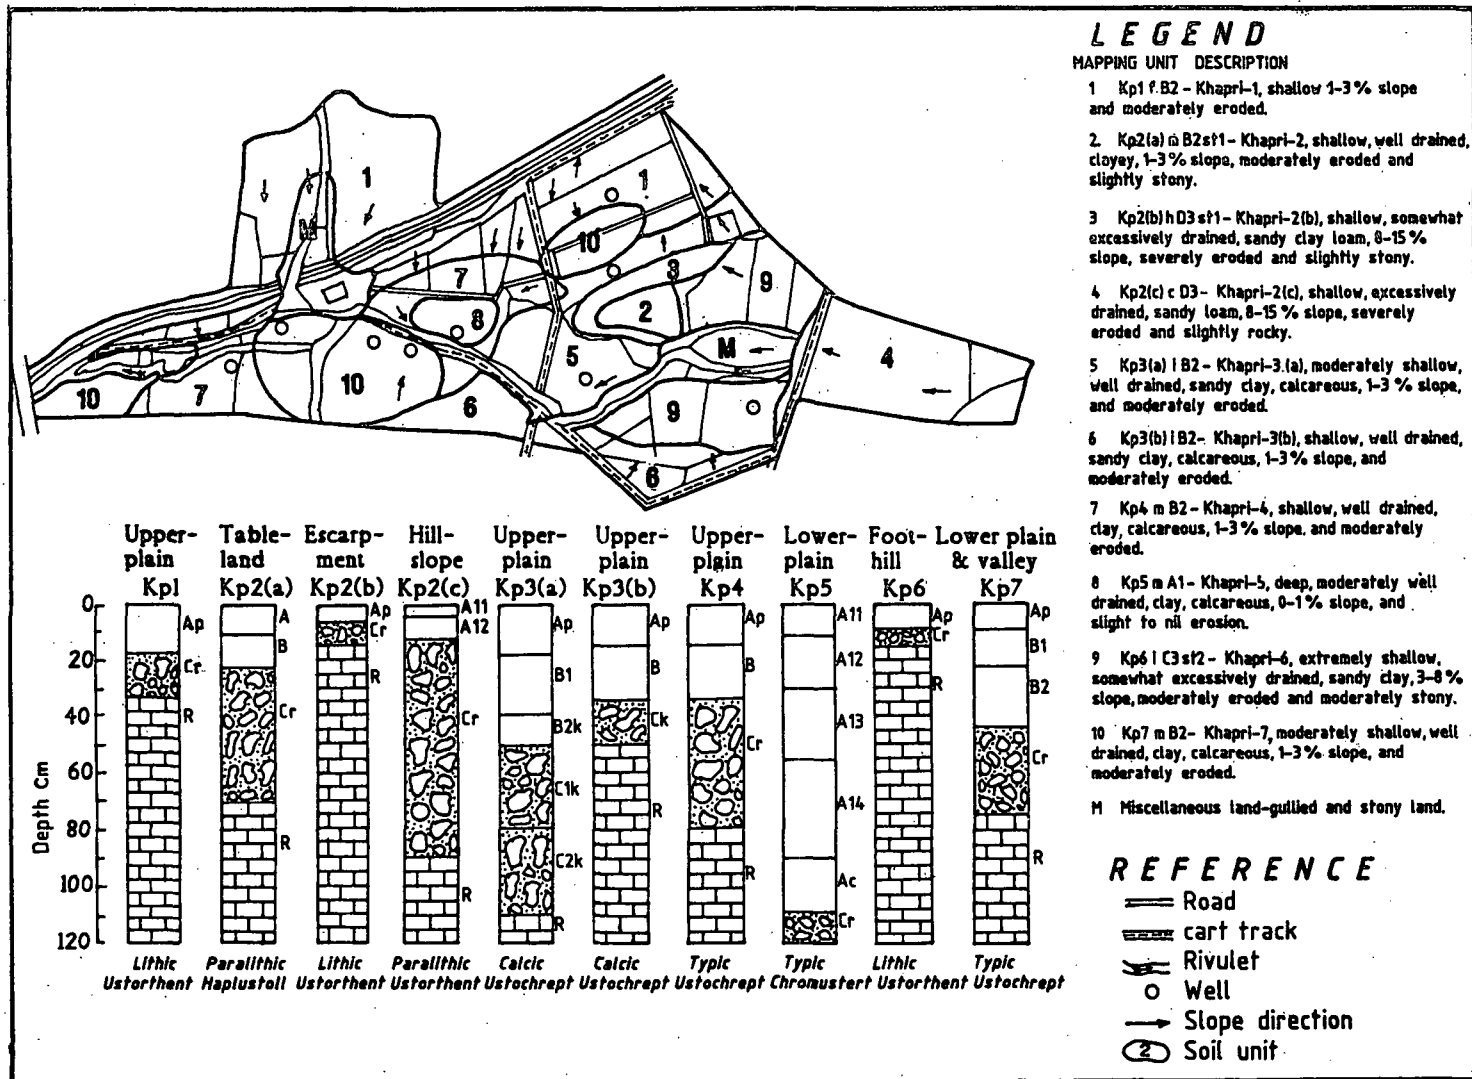 LEGEND
MAPPING UNIT DESCRIPTION
1 Kp1 f B2 - Khapri-1, shallow 1-3% slope
and moderately eroded.
2. Kp2(a) m B2st1 - Khapri-2, shallow, well drained,
clayey, 1-3% slope, moderately eroded and
slightly stony.
3 Kp2(b) h D3 st1 - Khapri-2(b), shallow, somewhat
excessively drained, sandy clay loam, 8-15%
slope, severely eroded and slightly stony.
4 Kp2(c) c D3 - Khapri-2(c), shallow, excessively
drained, sandy loam, 8-15% slope, severely
eroded and slightly rocky.
5 Kp3(a) i B2 - Khapri-3.(a), moderately shallow,
well drained, sandy clay, calcareous, 1-3% slope,
and moderately eroded.
6 Kp3(b) i B2 - Khapri-3(b), shallow, well drained,
sandy clay, calcareous, 1-3% slope, and
moderately eroded.
7 Kp4 m B2 - Khapri-4, shallow, well drained,
clay, calcareous, 1-3% slope, and moderately
eroded.
8 Kp5 m A1 - Khapri-5, deep, moderately well
drained, clay, calcareous, 0-1% slope, and
slight to nil erosion.
9 Kp6 i C3 st2 - Khapri-6, extremely shallow,
somewhat excessively drained, sandy clay, 3-8%
slope, moderately eroded and moderately stony.
10 Kp7 m B2 - Khapri-7, moderately shallow, well
drained, clay, calcareous, 1-3% slope, and
moderately eroded.
M Miscellaneous land-gullied and stony land.
REFERENCE
Road
cart track
Rivulet
Well
Slope direction
2 Soil unit
1
1
M
10
7
3
9
2
8
M
5
4
10
7
10
6
9
6
Upper- Table- Escarp- Hill- Upper- Upper- Upper- Lower- Foot- Lower plain
plain land ment slope plain plain plain plain hill & valley
Kp1 Kp2(a) Kp2(b) Kp2(c) Kp3(a) Kp3(b) Kp4 Kp5 Kp6 Kp7
Depth Cm
0
20
40
60
80
100
120
Ap
Cr
R
A
B
Cr
R
Ap
Cr
R
A11
A12
Cr
R
Ap
B1
B2k
C1k
C2k
R
Ap
B
Ck
R
Ap
B
Cr
R
A11
A12
A13
A14
Ac
Cr
Ap
Cr
R
Ap
B1
B2
Cr
R
Lithic Paralithic Lithic Paralithic Calcic Calcic Typic Typic Lithic Typic
Ustorthent Haplustoll Ustorthent Ustorthent Ustochrept Ustochrept Ustochrept Chromustert Ustorthent Ustochrept